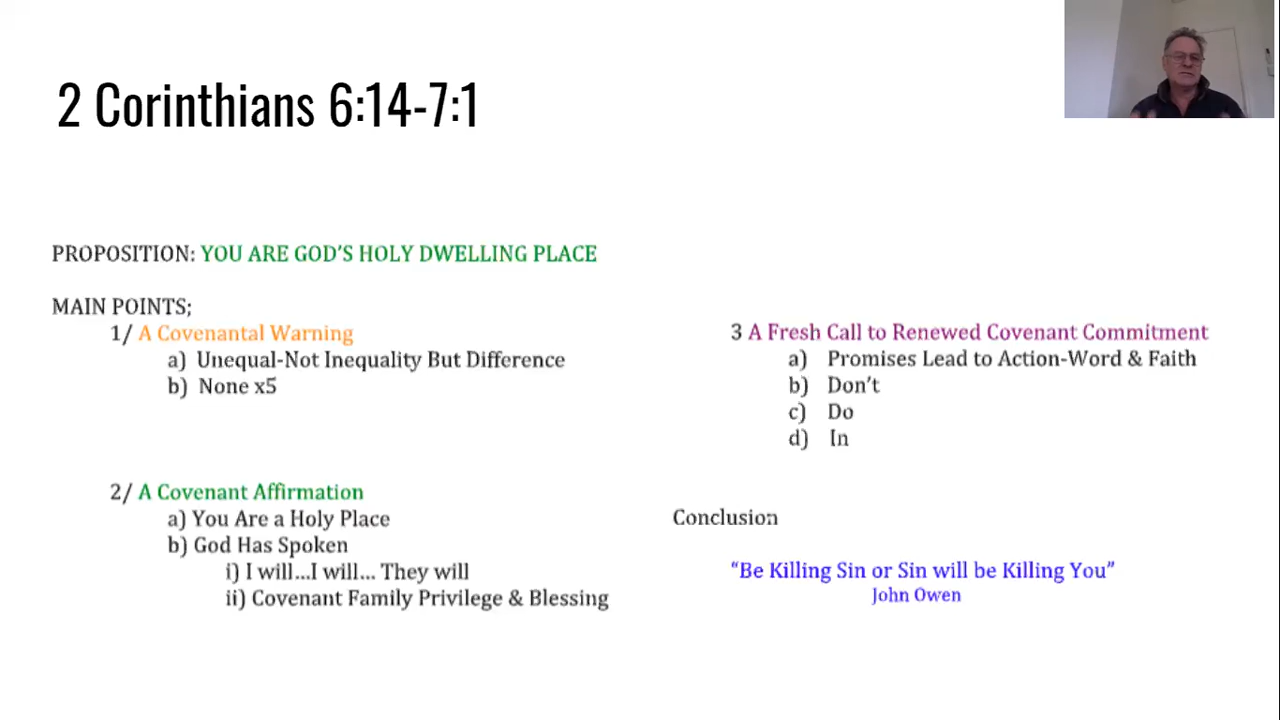 2 Corinthians 6:14-7:1
PROPOSITION: YOU ARE GOD'S HOLY DWELLING PLACE
MAIN POINTS;
1/ A Covenantal Warning
a) Unequal-Not Inequality But Difference
b) None x5
2/ A Covenant Affirmation
a) You Are a Holy Place
b) God Has Spoken
i) I will...I will... They will
ii) Covenant Family Privilege & Blessing
3 A Fresh Call to Renewed Covenant Commitment
a) Promises Lead to Action-Word & Faith
b) Don't
c) Do
d) In
Conclusion
"Be Killing Sin or Sin will be Killing You"
John Owen